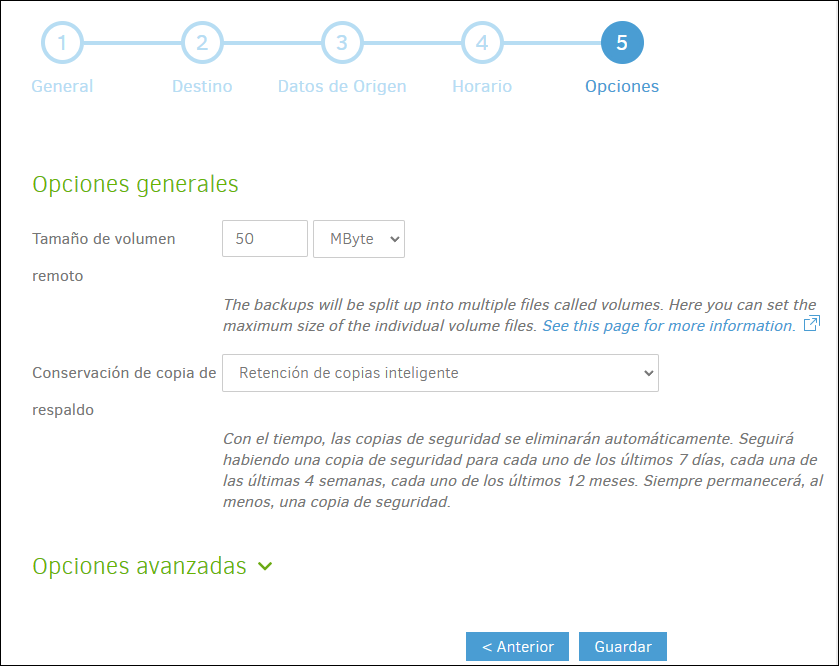 1 2 3 4 5
General Destino Datos de Origen Horario Opciones
Opciones generales
Tamaño de volumen remoto
50 MByte
The backups will be split up into multiple files called volumes. Here you can set the
maximum size of the individual volume files. See this page for more information.
Conservación de copia de respaldo
Retención de copias inteligente
Con el tiempo, las copias de seguridad se eliminarán automáticamente. Seguirá
habiendo una copia de seguridad para cada uno de los últimos 7 días, cada una de
las últimas 4 semanas, cada uno de los últimos 12 meses. Siempre permanecerá, al
menos, una copia de seguridad.
Opciones avanzadas
< Anterior Guardar